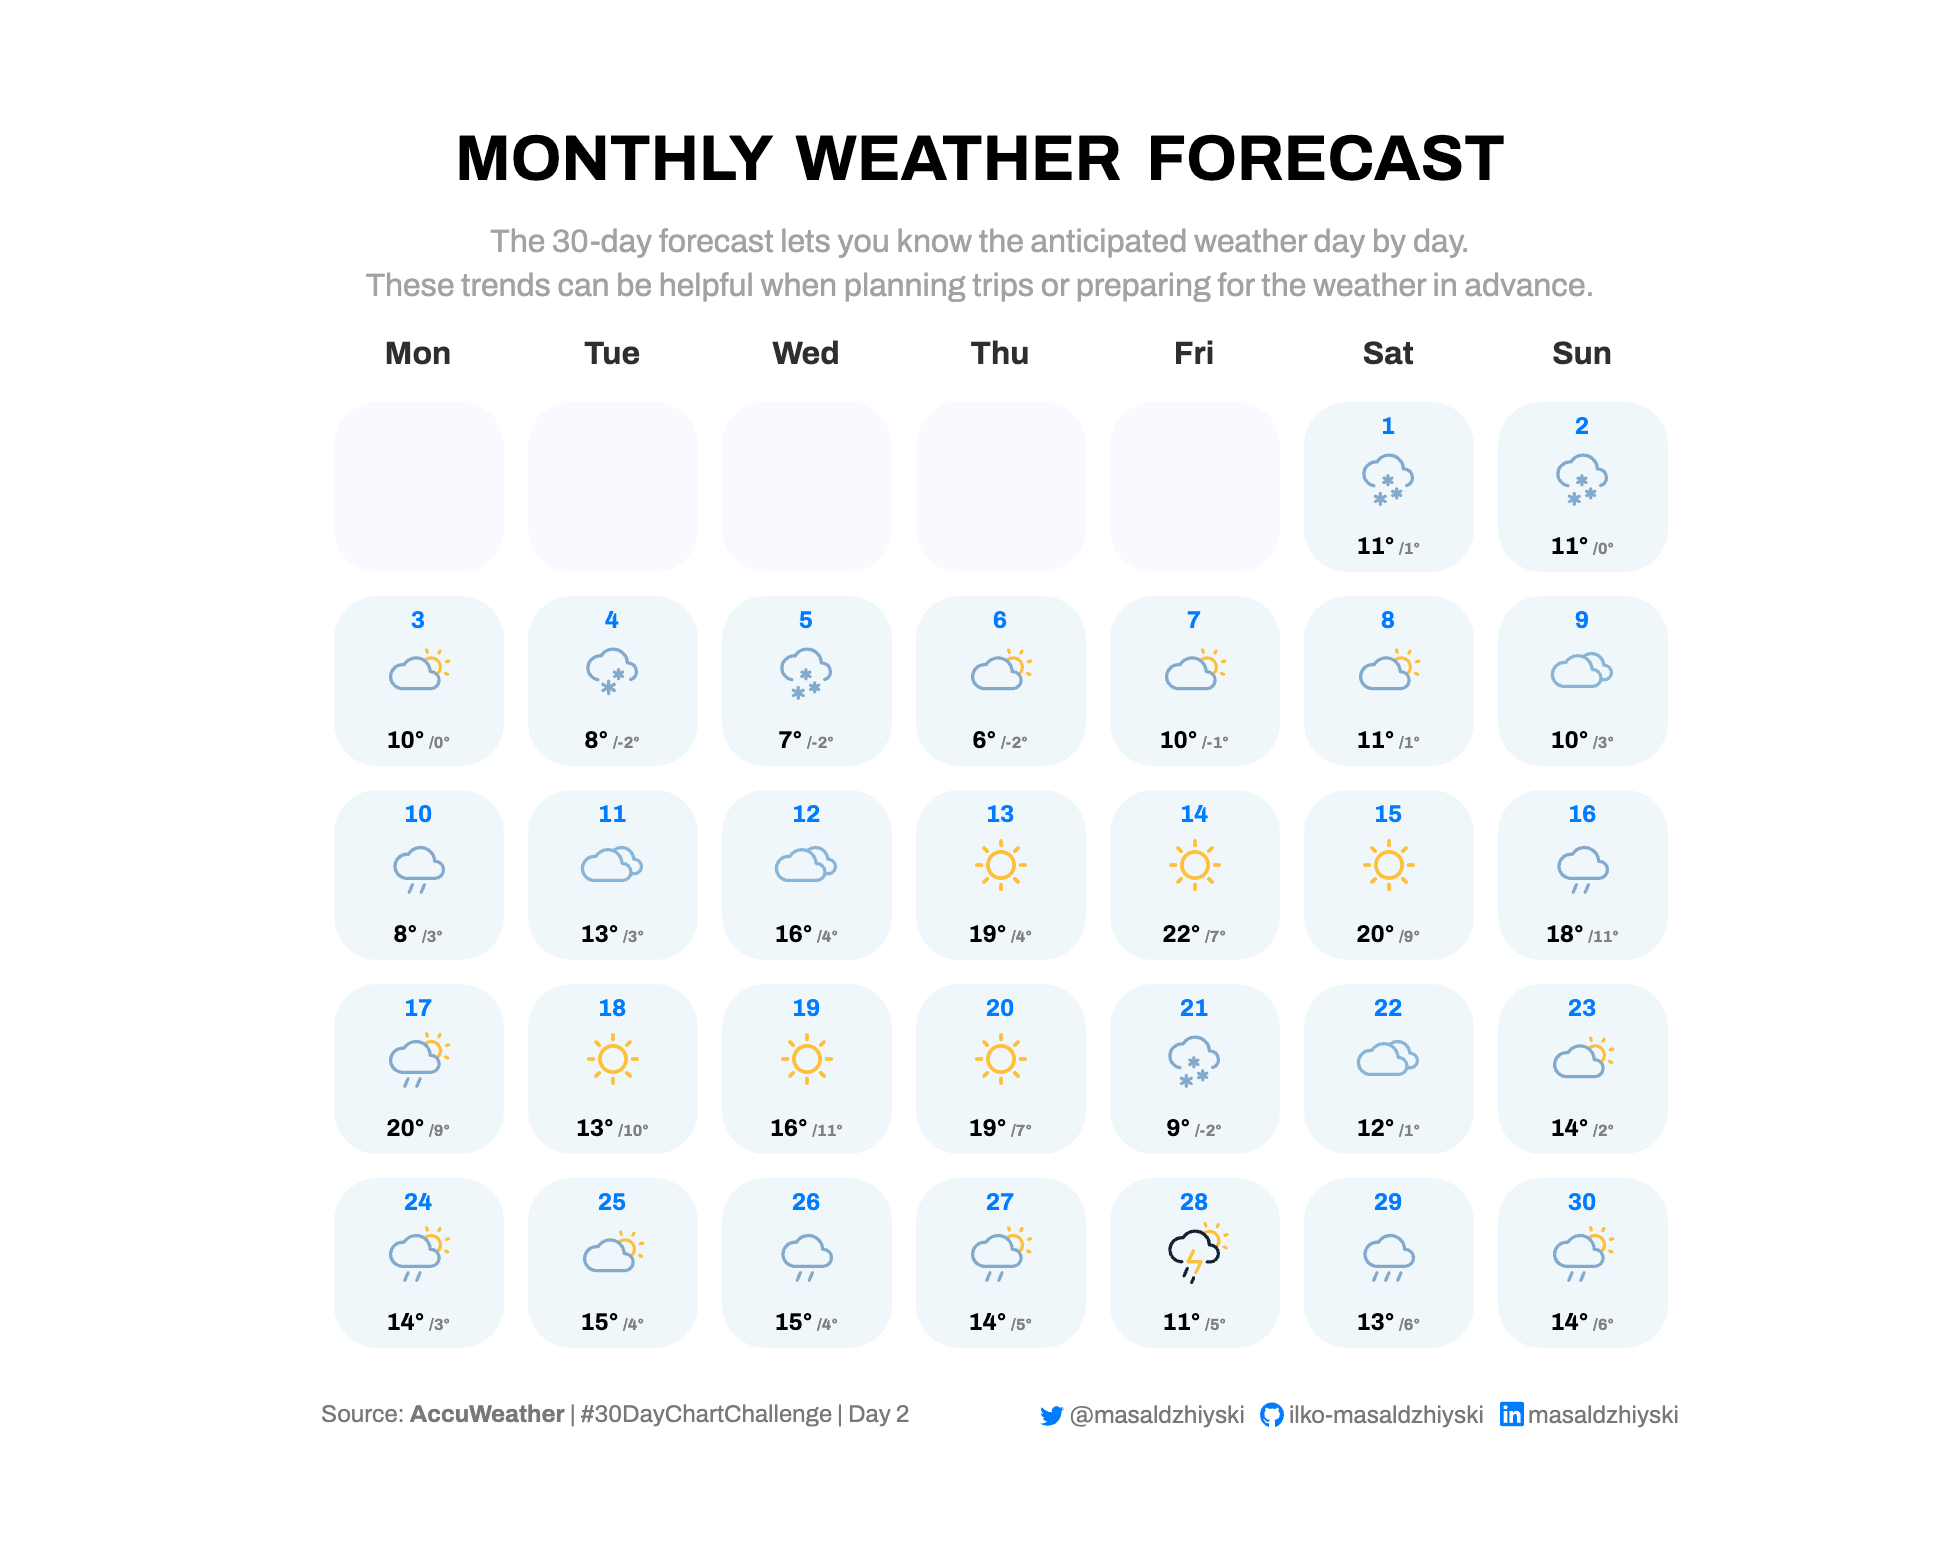 MONTHLY WEATHER FORECAST
The 30-day forecast lets you know the anticipated weather day by day.
These trends can be helpful when planning trips or preparing for the weather in advance.
Mon Tue Wed Thu Fri Sat Sun
1 2
11° /1° 11° /0°
3 4 5 6 7 8 9
10° /0° 8° /-2° 7° /-2° 6° /-2° 10° /-1° 11° /1° 10° /3°
10 11 12 13 14 15 16
8° /3° 13° /3° 16° /4° 19° /4° 22° /7° 20° /9° 18° /11°
17 18 19 20 21 22 23
20° /9° 13° /10° 16° /11° 19° /7° 9° /-2° 12° /1° 14° /2°
24 25 26 27 28 29 30
14° /3° 15° /4° 15° /4° 14° /5° 11° /5° 13° /6° 14° /6°
Source: AccuWeather | #30DayChartChallenge | Day 2 @masaldzhiyski ilko-masaldzhiyski in masaldzhiyski